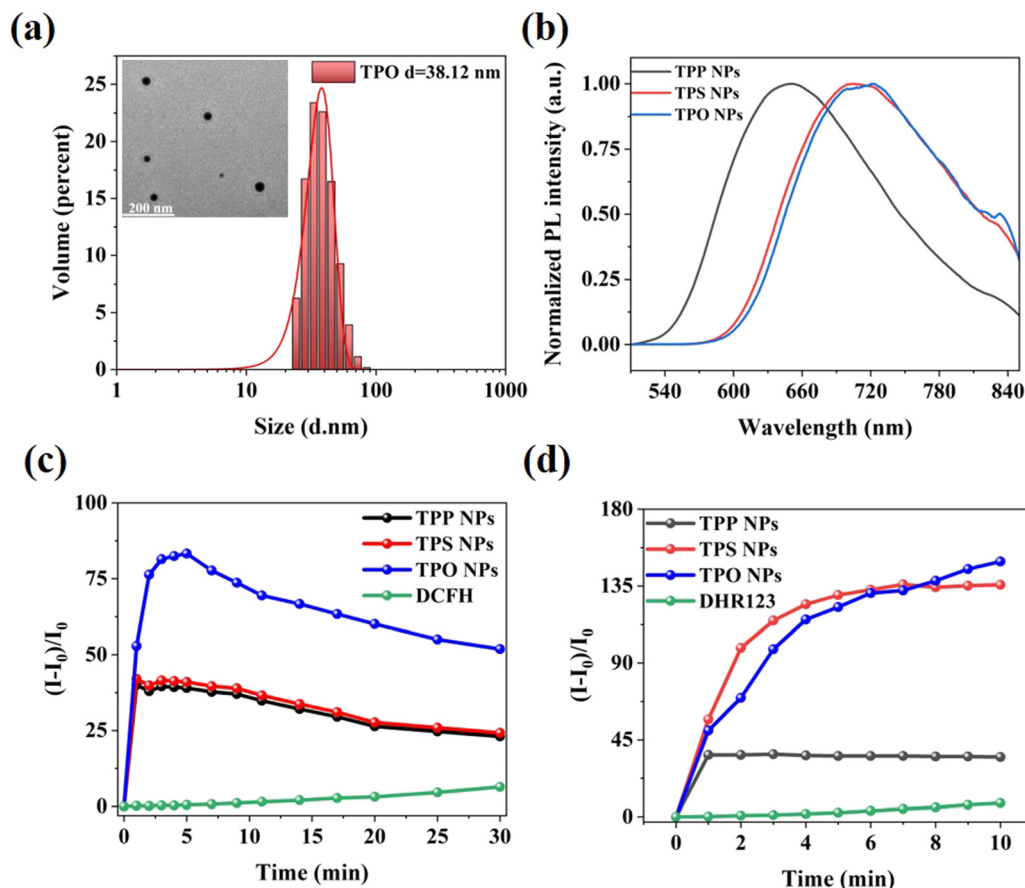 (a)
TPO d=38.12 nm
200 nm
Volume (percent)
25
20
15
10
5
0
1
10
100
1000
Size (d.nm)
(b)
TPP NPs
TPS NPs
TPO NPs
Normalized PL intensity (a.u.)
1.00
0.75
0.50
0.25
0.00
540
600
660
720
780
840
Wavelength (nm)
(c)
TPP NPs
TPS NPs
TPO NPs
DCFH
(I-I₀)/I₀
100
75
50
25
0
0
5
10
15
20
25
30
Time (min)
(d)
TPP NPs
TPS NPs
TPO NPs
DHR123
(I-I₀)/I₀
180
135
90
45
0
0
2
4
6
8
10
Time (min)